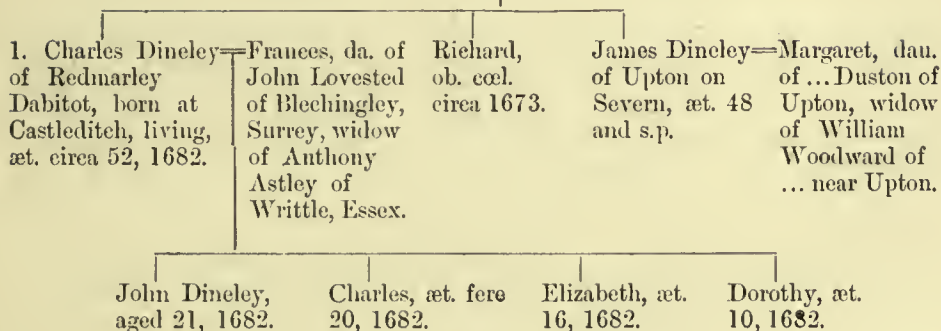 1. Charles Dineley=Frances, da. of
of Redmarley John Lovested
Dabitot, born at of Blechingley,
Castleditch, living, Surrey, widow
æt. circa 52, 1682. of Anthony
Astley of
Writtle, Essex.
Richard,
ob. cœl.
circa 1673.
James Dineley=Margaret, dau.
of Upton on of ... Duston of
Severn, æt. 48 Upton, widow
and s.p. of William
Woodward of
... near Upton.
John Dineley,
aged 21, 1682.
Charles, æt. fere
20, 1682.
Elizabeth, æt.
16, 1682.
Dorothy, æt.
10, 1682.